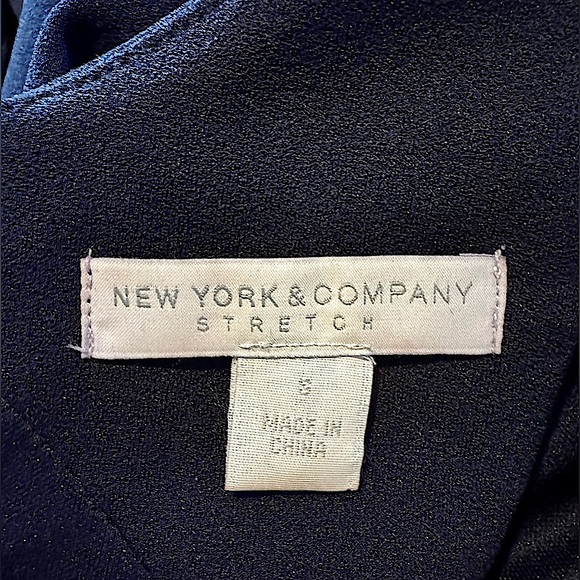 NEW YORK & COMPANY
STRETCH
S
MADE IN
CHINA